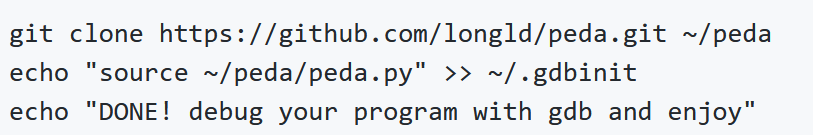 git clone https://github.com/longld/peda.git ~/peda
echo "source ~/peda/peda.py" >> ~/.gdbinit
echo "DONE! debug your program with gdb and enjoy"